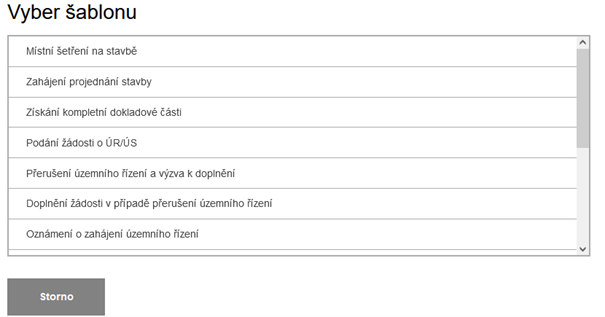 Vyber šablonu
Místní šetření na stavbě
Zahájení projednání stavby
Získání kompletní dokladové části
Podání žádosti o ÚR/ÚS
Přerušení územního řízení a výzva k doplnění
Doplnění žádosti v případě přerušení územního řízení
Oznámení o zahájení územního řízení
Storno